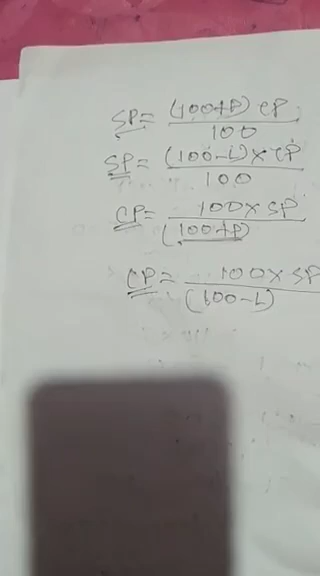 SP = (100+P) CP / 100
SP = (100-L) x CP / 100
CP = 100 x SP / (100+P)
CP = 100 x SP / (100-L)